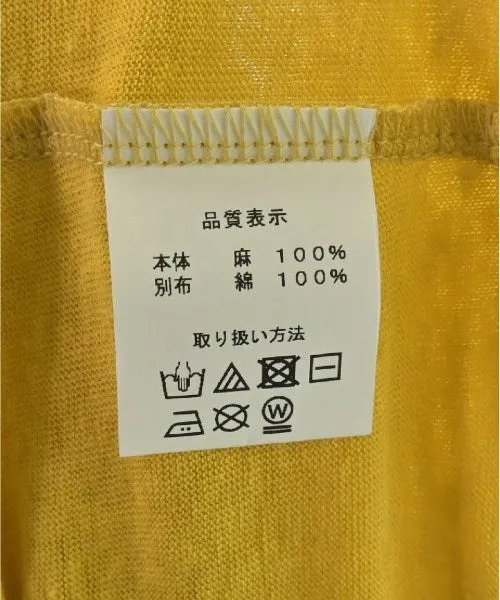 品質表示
本体 麻 100%
別布 綿 100%
取り扱い方法
W